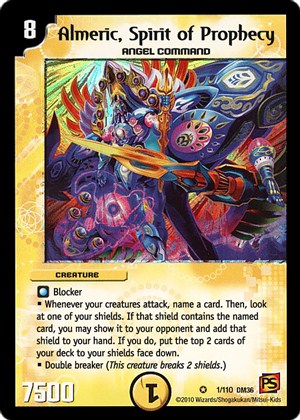 8
Almeric, Spirit of Prophecy
ANGEL COMMAND
CREATURE
Blocker
▪ Whenever your creatures attack, name a card. Then, look
at one of your shields. If that shield contains the named
card, you may show it to your opponent and add that
shield to your hand. If you do, put the top 2 cards of
your deck to your shields face down.
▪ Double breaker (This creature breaks 2 shields.)
7500
1
✪ 1/110 DM36
©2010 Wizards/Shogakukan/Mitsui-Kids
PS